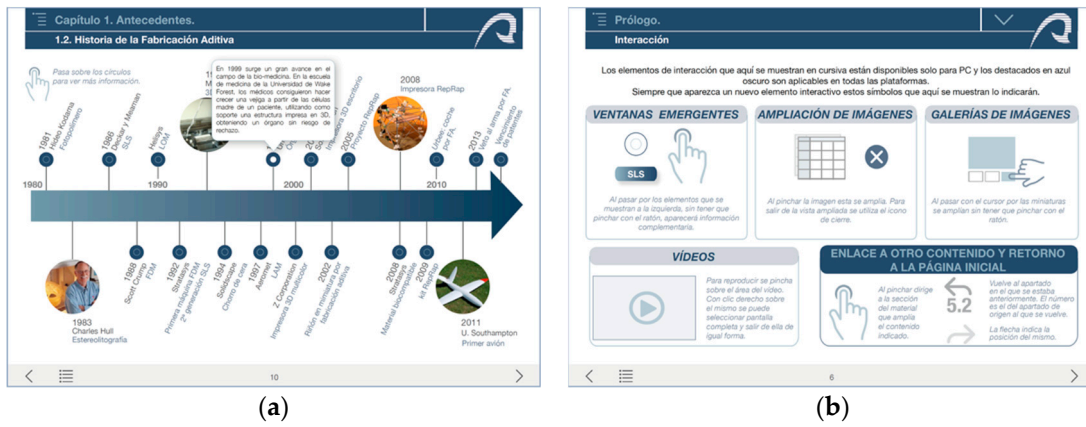 Capítulo 1. Antecedentes.
1.2. Historia de la Fabricación Aditiva
Pasa sobre los círculos
para ver más información.
En 1999 surge un gran avance en el
campo de la bio-medicina. En la escuela
de medicina de la Universidad de Wake
Forest, los médicos consiguieron hacer
crecer una vejiga a partir de las células
madre de un paciente, utilizando como
soporte una estructura impresa en 3D,
obteniendo un órgano sin riesgo de
rechazo.
2008
Impresora RepRap
1981
Hideo Kodama
Fotopolímero
1986
Deckar y Meaman
SLS
Helisys
LOM
Impresora 3D escritorio
2005
Proyecto RepRap
Urbee: coche
por FA.
2013
Veto al arma por FA.
Vencimiento
de patentes
1980
1990
2000
2010
1983
Charles Hull
Estereolitografía
1988
Scott Crump
FDM
1992
Stratasys
Primera máquina FDM
2ª generación SLS
1994
Solidscape
Chorro de cera
1997
Aeromet
LAM
Z Corporation
Impresora 3D multicolor
2002
Riñón en miniatura por
fabricación aditiva
2008
Stratasys
Material biocompatible
2009
kit RepRap
2011
U. Southampton
Primer avión
10
(a)
Prólogo.
Interacción
Los elementos de interacción que aquí se muestran en cursiva están disponibles solo para PC y los destacados en azul
oscuro son aplicables en todas las plataformas.
Siempre que aparezca un nuevo elemento interactivo estos símbolos que aquí se muestran lo indicarán.
VENTANAS EMERGENTES
SLS
Al pasar por los elementos que se
muestran a la izquierda, sin tener que
pinchar con el ratón, aparecerá información
complementaria.
AMPLIACIÓN DE IMÁGENES
Al pinchar la imagen esta se amplía. Para
salir de la vista ampliada se utiliza el icono
de cierre.
GALERÍAS DE IMÁGENES
Al pasar con el cursor por las miniaturas
se amplían sin tener que pinchar con el
ratón.
VÍDEOS
Para reproducir se pincha
sobre el área del vídeo.
Con clic derecho sobre
el mismo se puede
seleccionar pantalla
completa y salir de ella de
igual forma.
ENLACE A OTRO CONTENIDO Y RETORNO
A LA PÁGINA INICIAL
Al pinchar dirige
a la sección
del material
que amplía
el contenido
indicado.
5.2
Vuelve al apartado
en el que se estaba
anteriormente. El número
es el del apartado de
origen al que se vuelve.
La flecha indica la
posición del mismo.
6
(b)